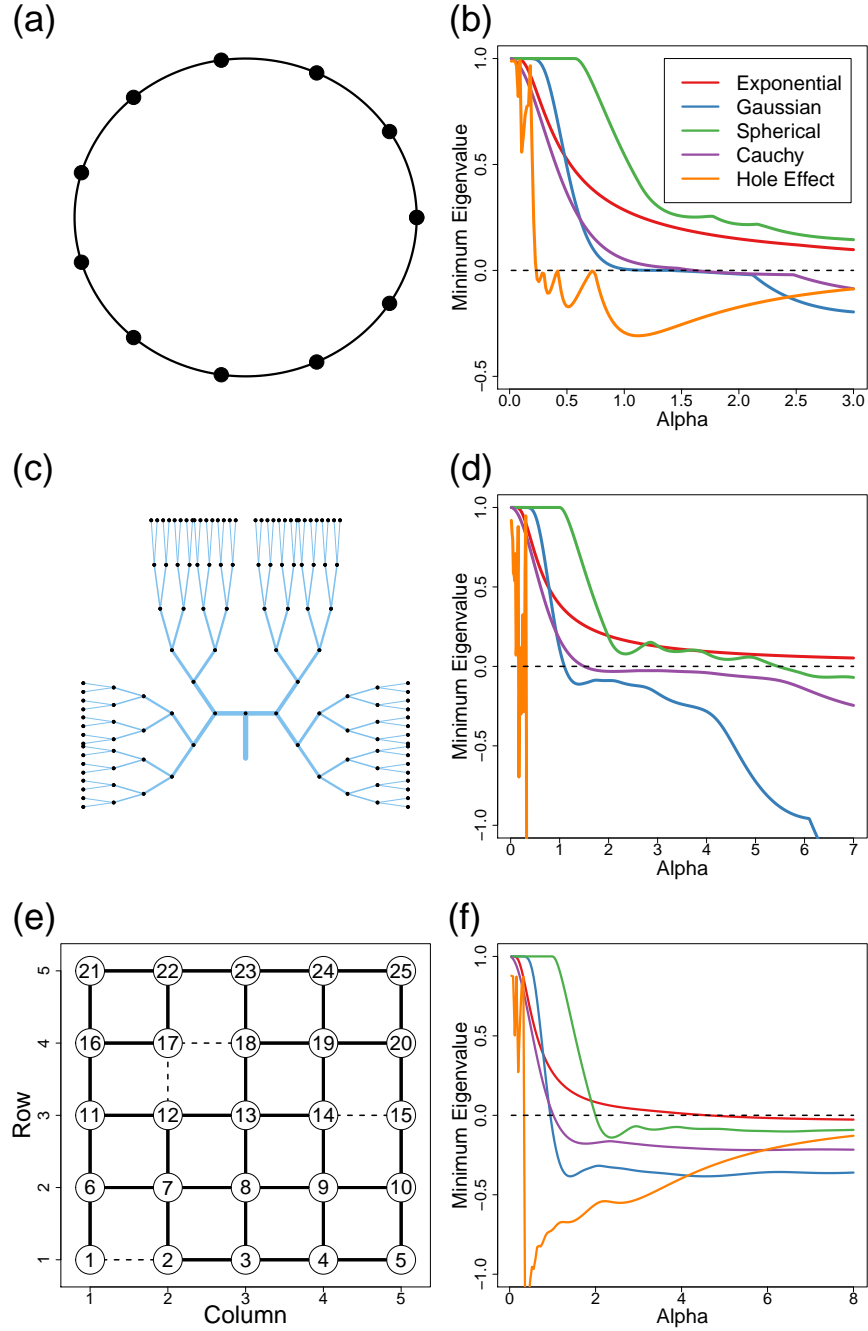 (a)
(b)
1.0
0.5
0.0
−0.5
Minimum Eigenvalue
Exponential
Gaussian
Spherical
Cauchy
Hole Effect
0.0 0.5 1.0 1.5 2.0 2.5 3.0
Alpha
(c)
(d)
1.0
0.5
0.0
−0.5
−1.0
Minimum Eigenvalue
0 1 2 3 4 5 6 7
Alpha
(e)
5
4
3
2
1
Row
21 22 23 24 25
16 17 18 19 20
11 12 13 14 15
6 7 8 9 10
1 2 3 4 5
1 2 3 4 5
Column
(f)
1.0
0.5
0.0
−0.5
−1.0
Minimum Eigenvalue
0 2 4 6 8
Alpha